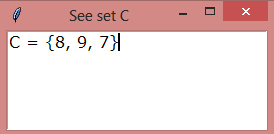 See set C
C = {8, 9, 7}